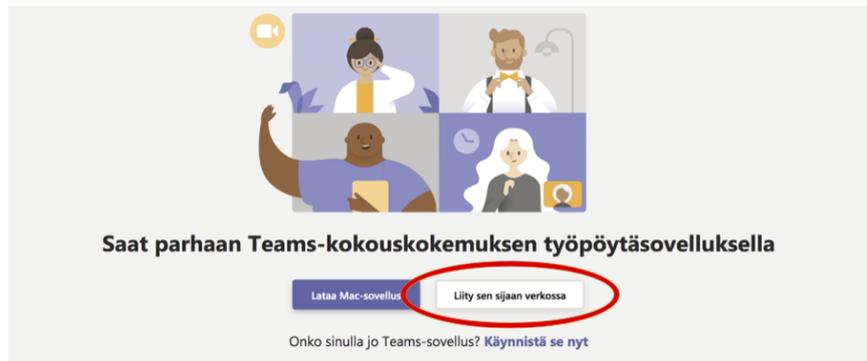 Saat parhaan Teams-kokouskokemuksen työpöytäsovelluksella
Lataa Mac-sovellus
Liity sen sijaan verkossa
Onko sinulla jo Teams-sovellus? Käynnistä se nyt